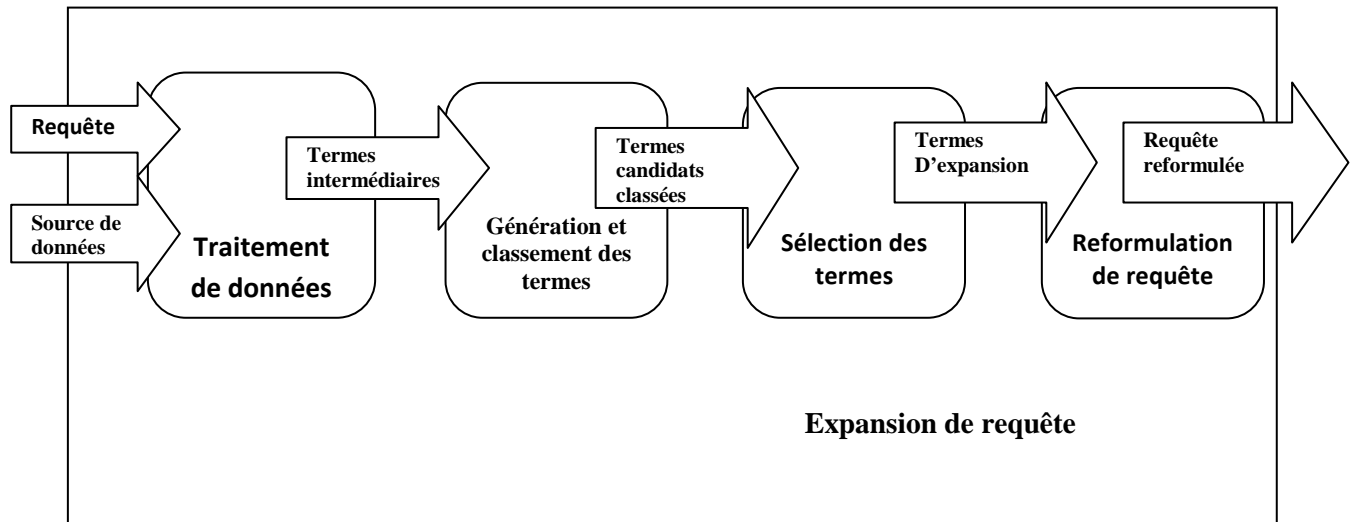 Requête
Source de
données
Traitement
de données
Termes
intermédiaires
Génération et
classement des
termes
Termes
candidats
classées
Sélection des
termes
Termes
D’expansion
Reformulation
de requête
Requête
reformulée
Expansion de requête